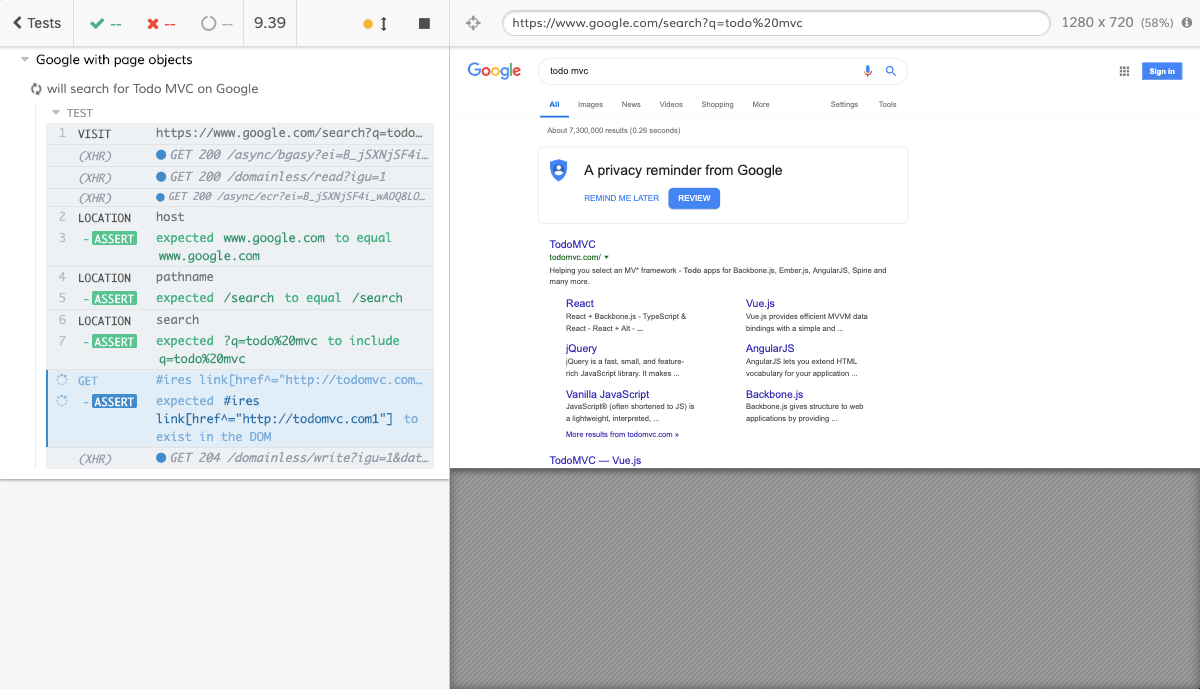 Tests
--
--
--
9.39
https://www.google.com/search?q=todo%20mvc
1280 x 720 (58%)
Google with page objects
will search for Todo MVC on Google
TEST
1 VISIT https://www.google.com/search?q=todo…
(XHR) GET 200 /async/bgasy?ei=B_jSXNjSF4i…
(XHR) GET 200 /domainless/read?igu=1
(XHR) GET 200 /async/ecr?ei=B_jSXNjSF4i_wAOQ8LO…
2 LOCATION host
3 - ASSERT expected www.google.com to equal
www.google.com
4 LOCATION pathname
5 - ASSERT expected /search to equal /search
6 LOCATION search
7 - ASSERT expected ?q=todo%20mvc to include
q=todo%20mvc
GET #ires link[href^="http://todomvc.com…
- ASSERT expected #ires
link[href^="http://todomvc.com1"] to
exist in the DOM
(XHR) GET 204 /domainless/write?igu=1&dat…
Google
todo mvc
Sign in
All Images News Videos Shopping More Settings Tools
About 7,300,000 results (0.26 seconds)
A privacy reminder from Google
REMIND ME LATER REVIEW
TodoMVC
todomvc.com/
Helping you select an MV* framework - Todo apps for Backbone.js, Ember.js, AngularJS, Spine and
many more.
React
React + Backbone.js - TypeScript &
React - React + Alt - ...
Vue.js
Vue.js provides efficient MVVM data
bindings with a simple and ...
jQuery
jQuery is a fast, small, and feature-
rich JavaScript library. It makes ...
AngularJS
AngularJS lets you extend HTML
vocabulary for your application ...
Vanilla JavaScript
JavaScript® (often shortened to JS) is
a lightweight, interpreted, ...
Backbone.js
Backbone.js gives structure to web
applications by providing ...
More results from todomvc.com »
TodoMVC — Vue.js